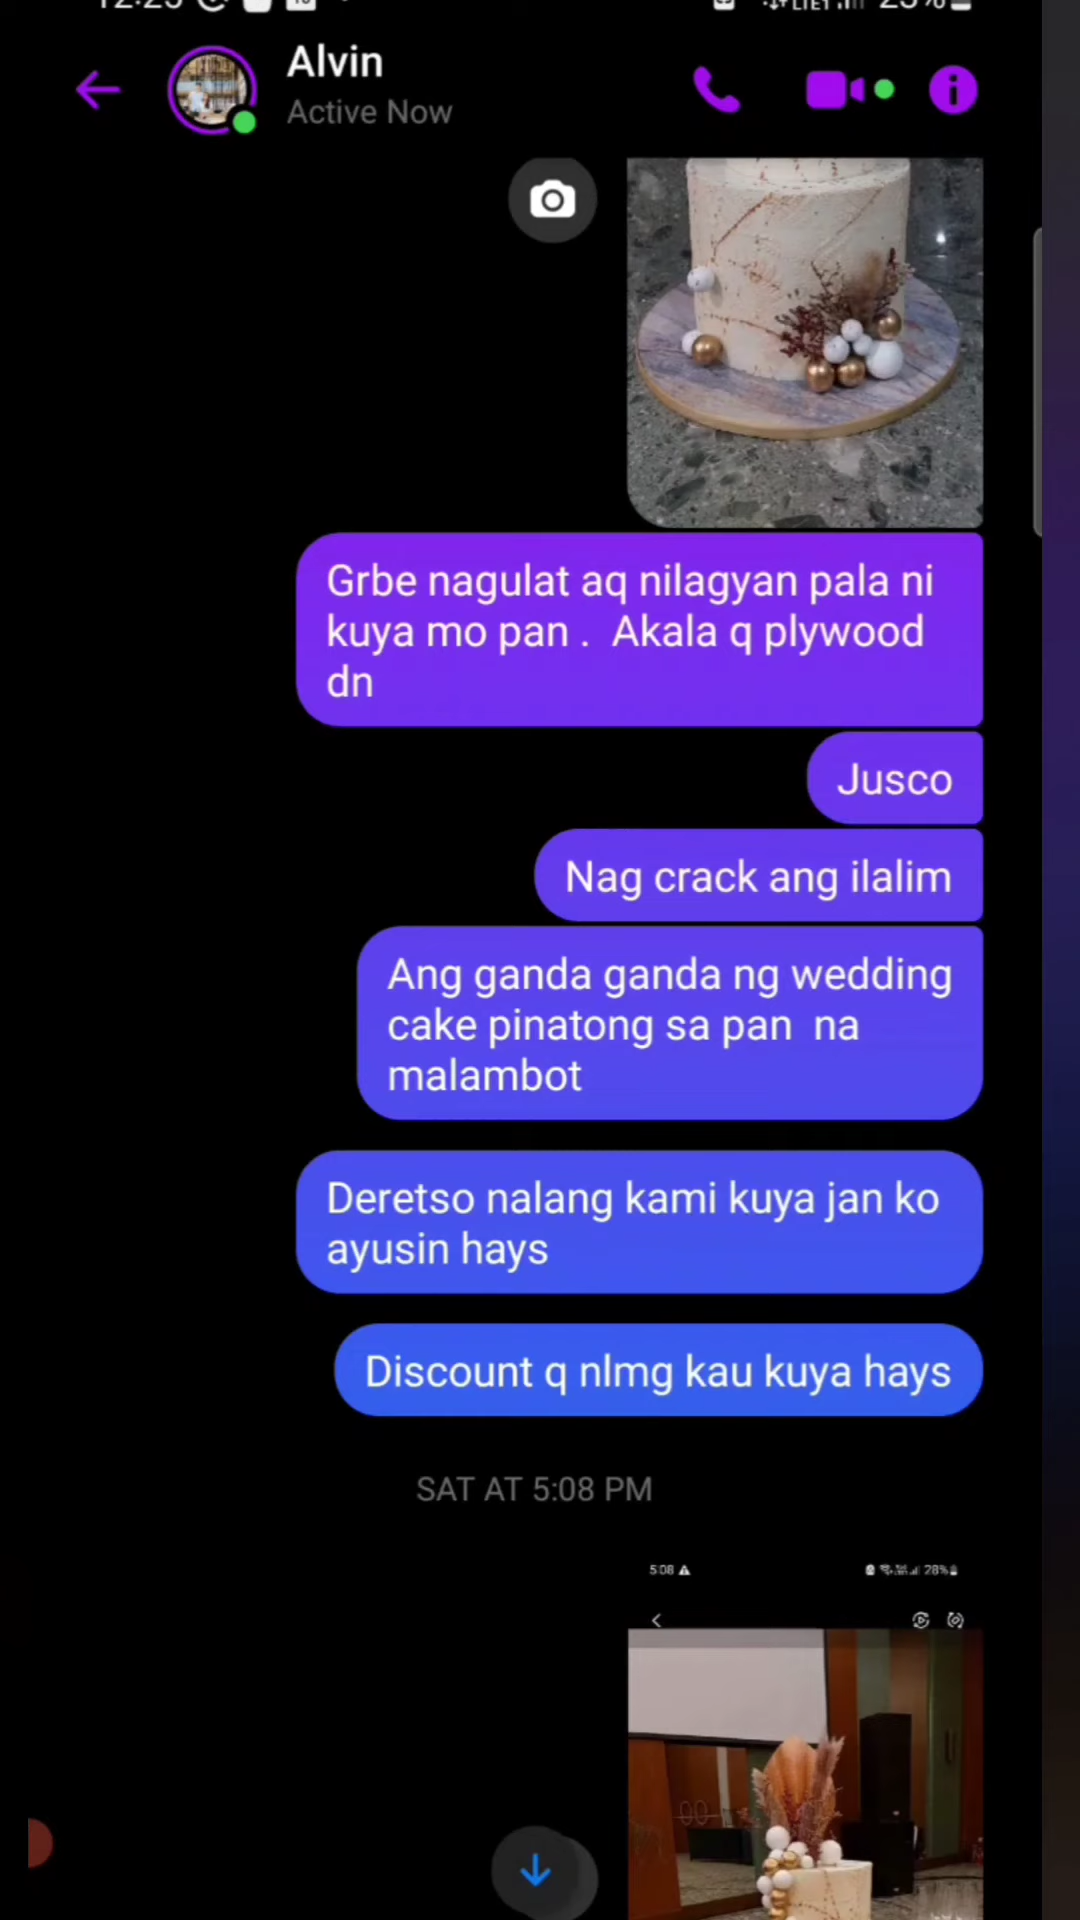 Alvin
Active Now
Grbe nagulat aq nilagyan pala ni
kuya mo pan .  Akala q plywood
dn
Jusco
Nag crack ang ilalim
Ang ganda ganda ng wedding
cake pinatong sa pan  na
malambot
Deretso nalang kami kuya jan ko
ayusin hays
Discount q nlmg kau kuya hays
SAT AT 5:08 PM
5:08
28%